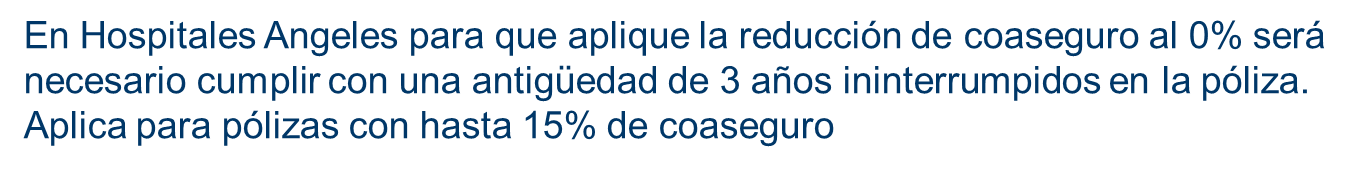 En Hospitales Angeles para que aplique la reducción de coaseguro al 0% será
necesario cumplir con una antigüedad de 3 años ininterrumpidos en la póliza.
Aplica para pólizas con hasta 15% de coaseguro